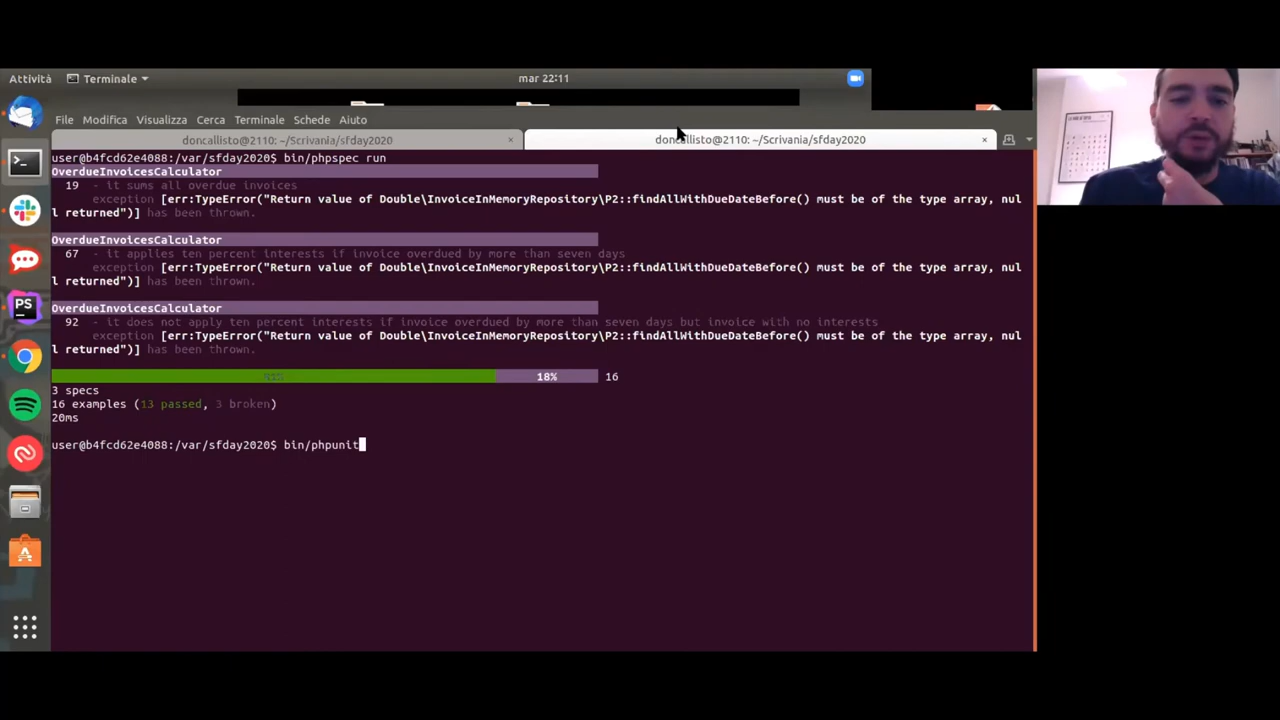 Attività
Terminale
mar 22:11
File Modifica Visualizza Cerca Terminale Schede Aiuto
doncallisto@2110: ~/Scrivania/sfday2020 × doncallisto@2110: ~/Scrivania/sfday2020 ×
user@b4fcd62e4088:/var/sfday2020$ bin/phpspec run
OverdueInvoicesCalculator
19 - it sums all overdue invoices
exception [err:TypeError("Return value of Double\InvoiceInMemoryRepository\P2::findAllWithDueDateBefore() must be of the type array, nul
l returned")] has been thrown.
OverdueInvoicesCalculator
67 - it applies ten percent interests if invoice overdued by more than seven days
exception [err:TypeError("Return value of Double\InvoiceInMemoryRepository\P2::findAllWithDueDateBefore() must be of the type array, nul
l returned")] has been thrown.
OverdueInvoicesCalculator
92 - it does not apply ten percent interests if invoice overdued by more than seven days but invoice with no interests
exception [err:TypeError("Return value of Double\InvoiceInMemoryRepository\P2::findAllWithDueDateBefore() must be of the type array, nul
l returned")] has been thrown.
18% 16
3 specs
16 examples (13 passed, 3 broken)
20ms
user@b4fcd62e4088:/var/sfday2020$ bin/phpunit
PS